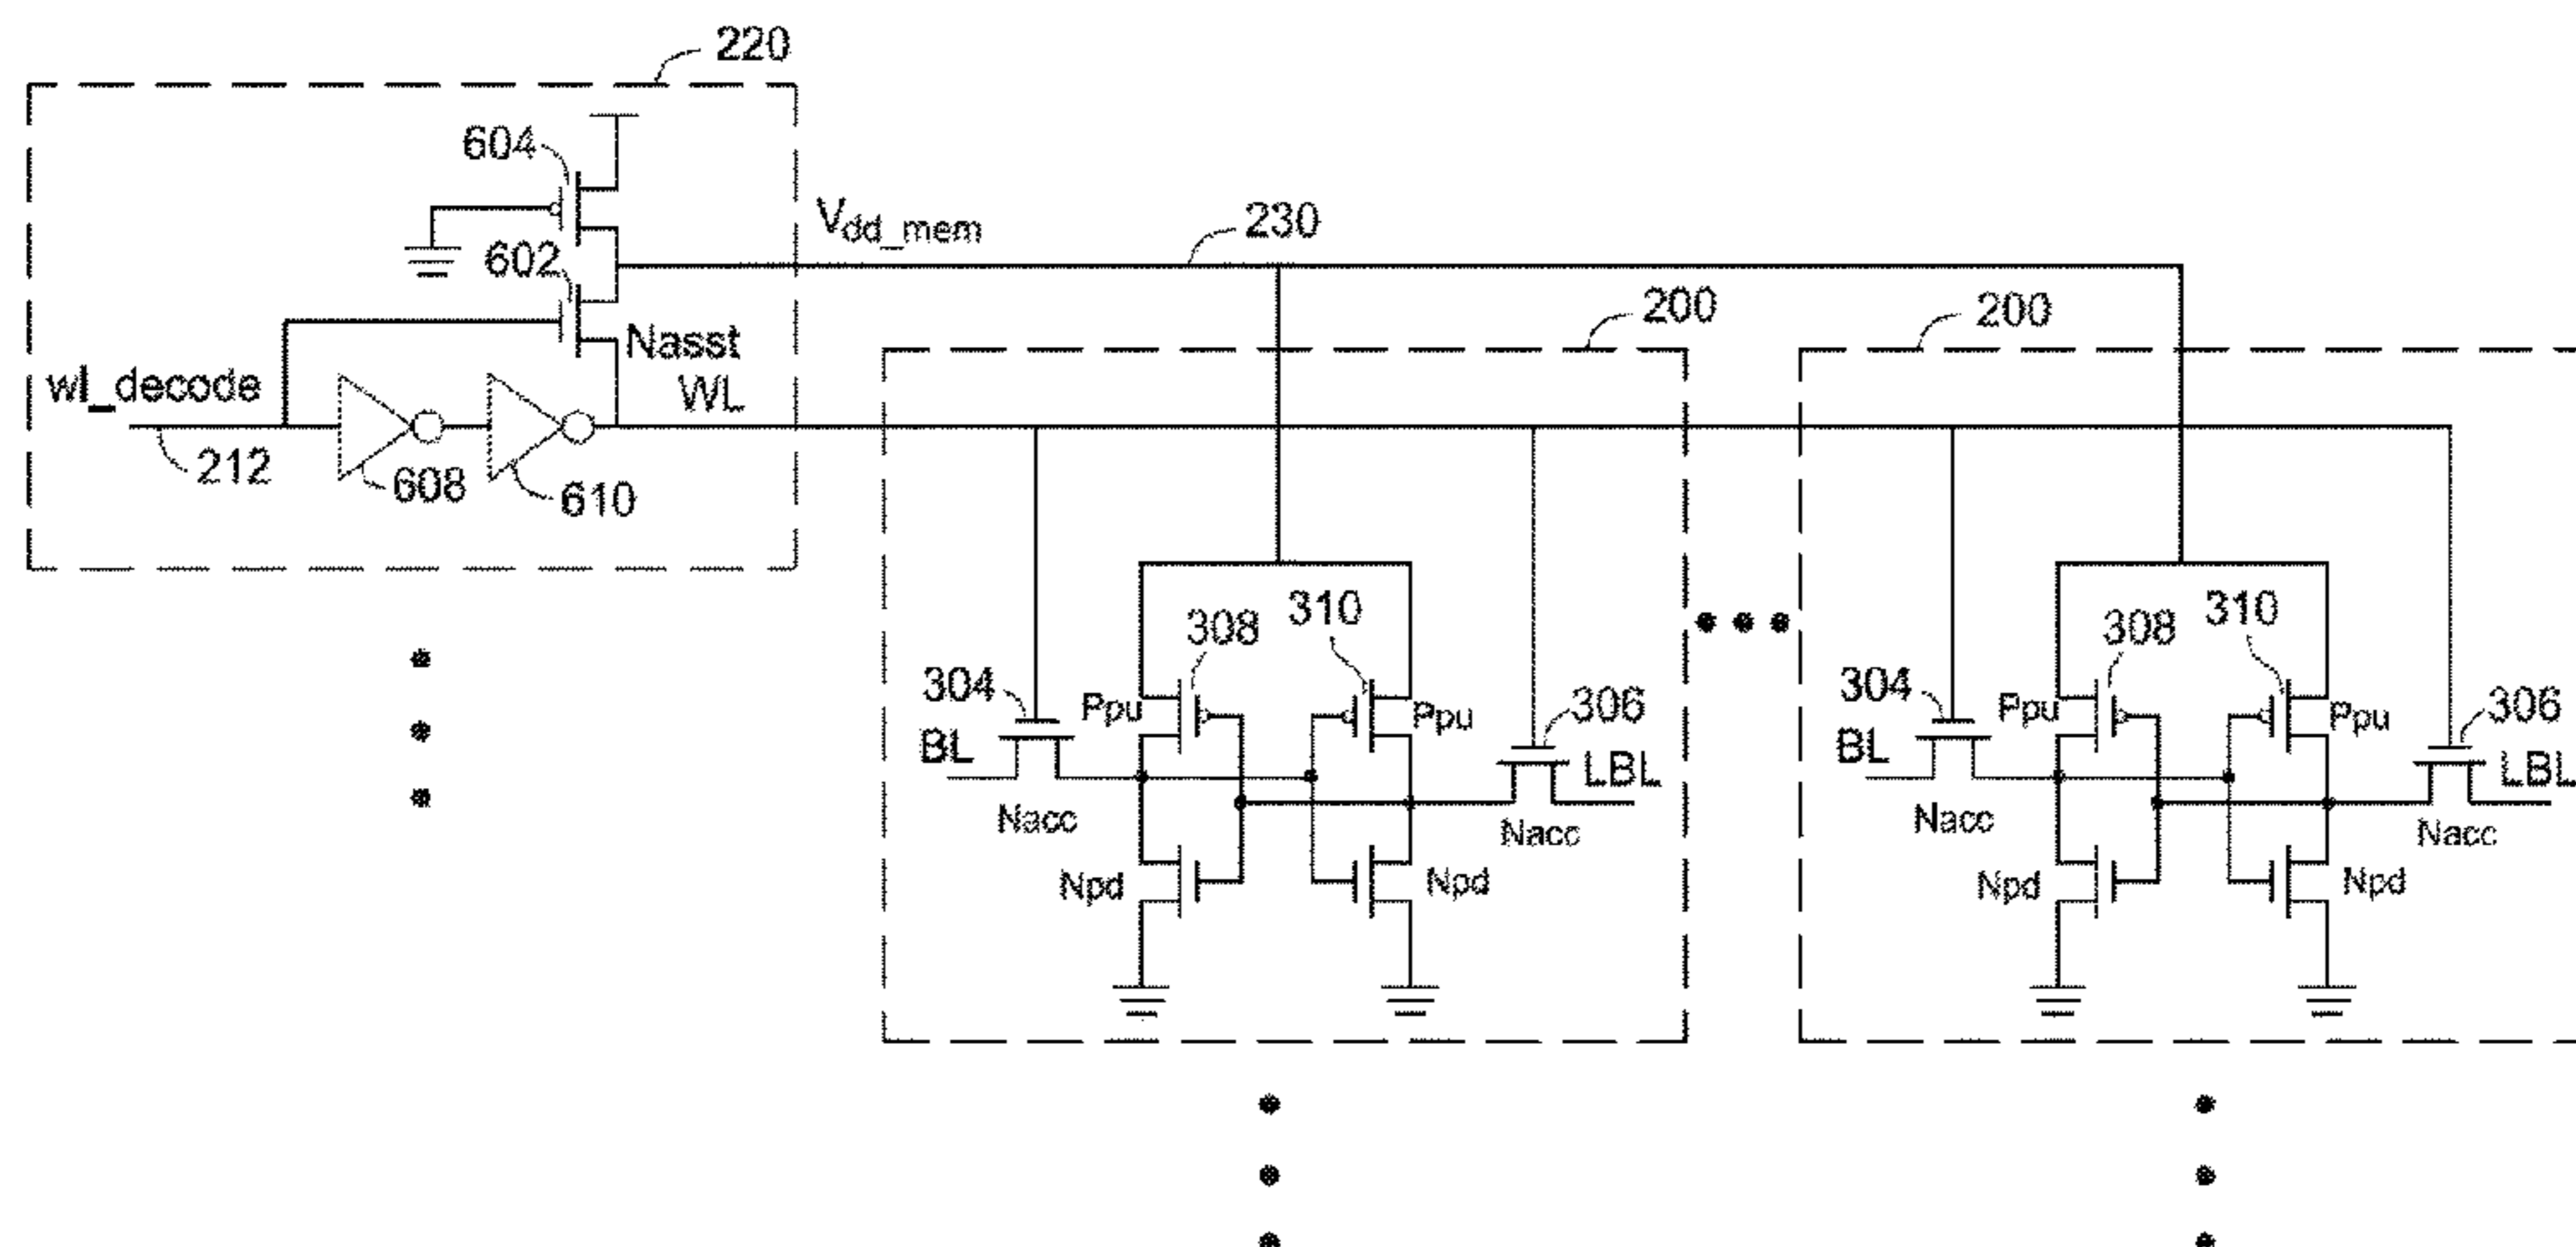 220
604
V_dd_mem
230
602
200
200
Nasst
wl_decode
WL
212
608
610
308
310
308
310
304
Ppu
Ppu
306
304
Ppu
Ppu
306
BL
LBL
BL
LBL
Nacc
Nacc
Nacc
Nacc
Npd
Npd
Npd
Npd